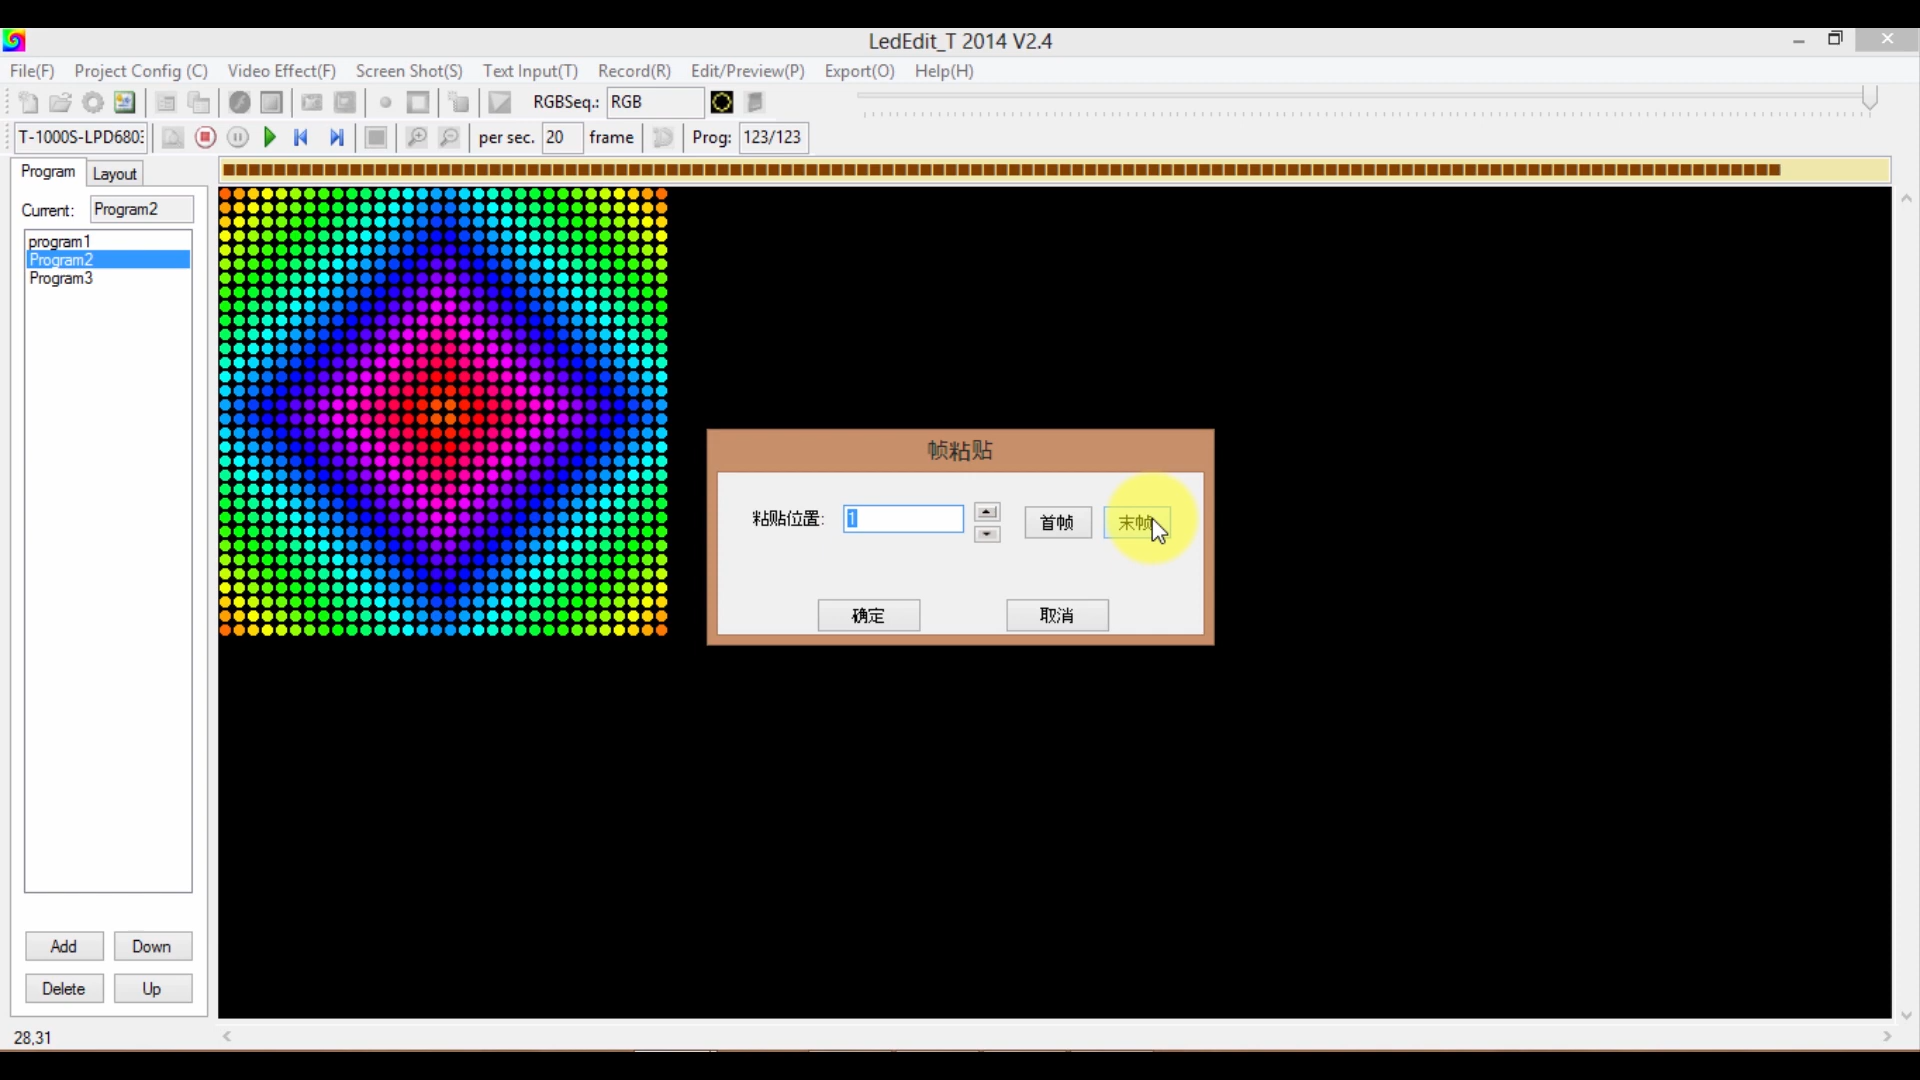 LedEdit_T 2014 V2.4
File(F) Project Config (C) Video Effect(F) Screen Shot(S) Text Input(T) Record(R) Edit/Preview(P) Export(O) Help(H)
RGBSeq.: RGB
T-1000S-LPD6803 per sec. 20 frame Prog: 123/123
Program Layout
Current: Program2
program1
Program2
Program3
帧粘贴
粘贴位置: 1 首帧 末帧
确定 取消
Add Down
Delete Up
28,31